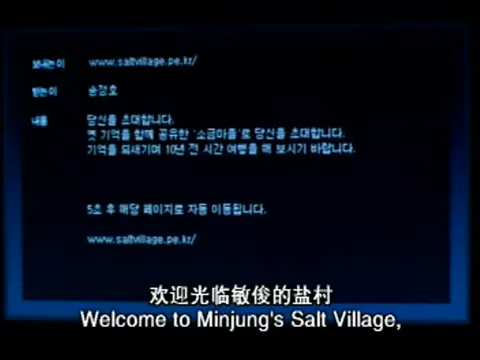 보내는이 www.saltvillage.pe.kr/
받는이 송정호
내용 당신을 초대합니다.
옛 기억을 함께 공유한 '소금마을'로 당신을 초대합니다.
기억을 되새기며 10년 전 시간 여행을 해 보시기 바랍니다.
5초 후 해당 페이지로 자동 이동됩니다.
www.saltvillage.pe.kr/
欢迎光临敏俊的盐村
Welcome to Minjung's Salt Village,